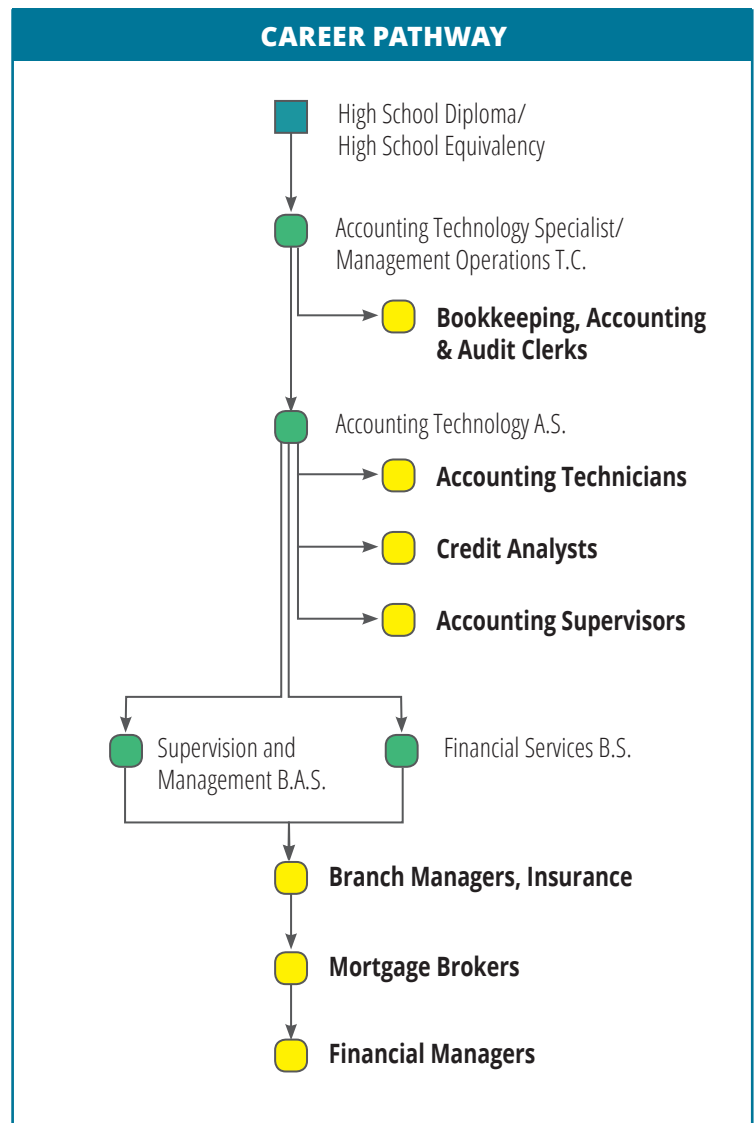 CAREER PATHWAY
High School Diploma/
High School Equivalency
Accounting Technology Specialist/
Management Operations T.C.
Bookkeeping, Accounting
& Audit Clerks
Accounting Technology A.S.
Accounting Technicians
Credit Analysts
Accounting Supervisors
Supervision and
Management B.A.S.
Financial Services B.S.
Branch Managers, Insurance
Mortgage Brokers
Financial Managers